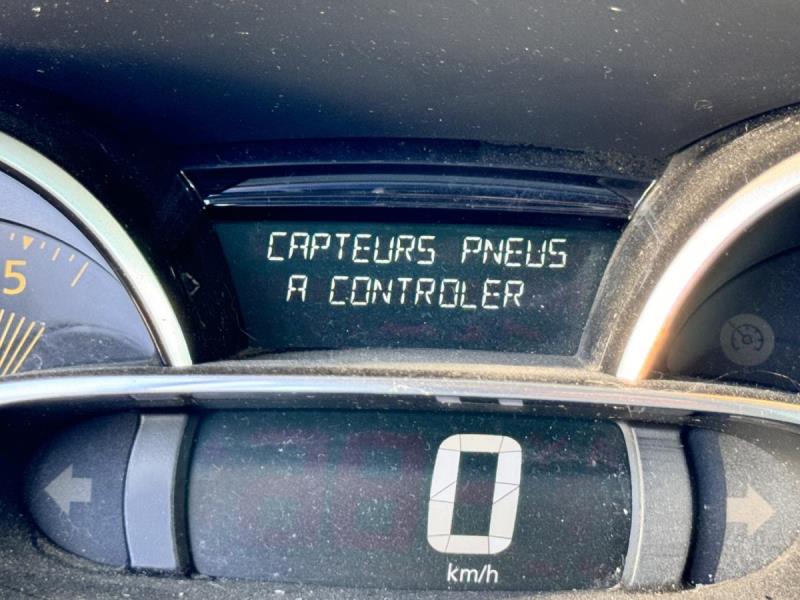 CAPTEURS PNEUS
A CONTROLER
5
0
km/h